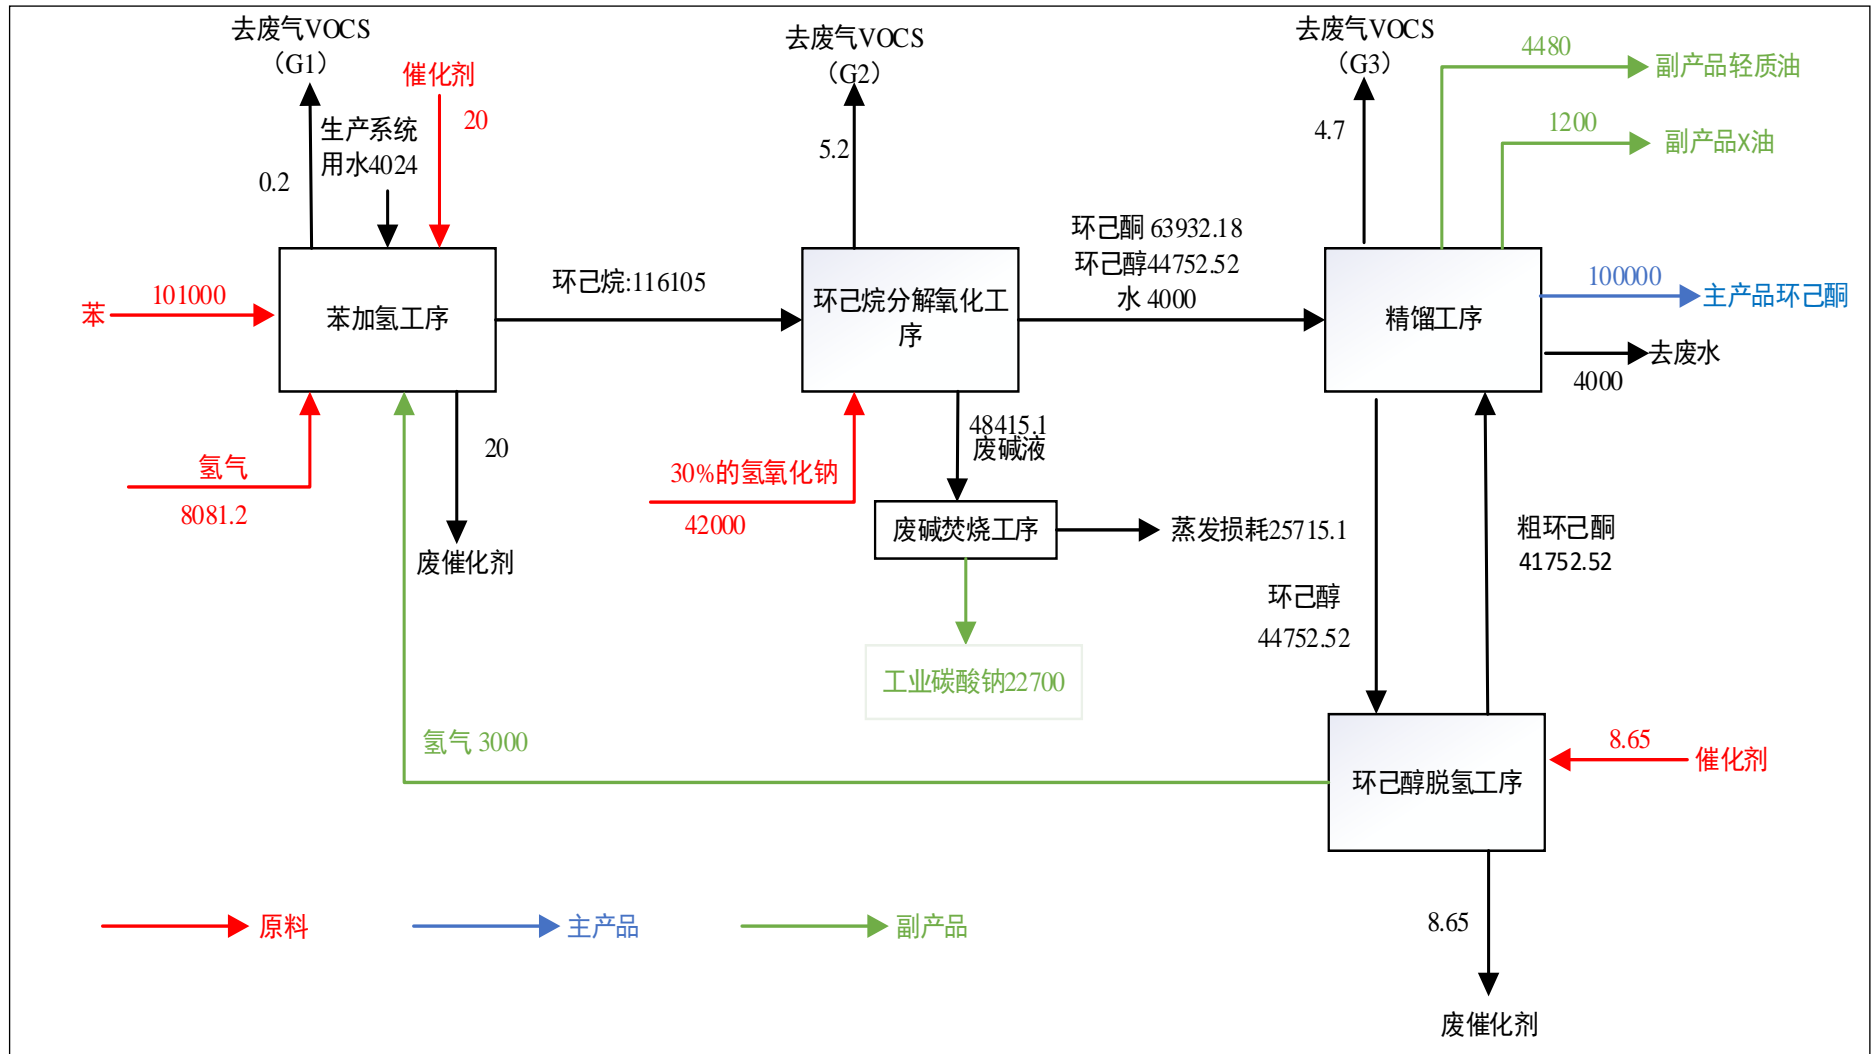 去废气VOCS
（G1）
催化剂
20
生产系统
用水4024
0.2
苯
101000
苯加氢工序
氢气
8081.2
20
废催化剂
环己烷:116105
去废气VOCS
（G2）
5.2
环己烷分解氧化工
序
30%的氢氧化钠
42000
48415.1
废碱液
废碱焚烧工序
蒸发损耗25715.1
工业碳酸钠22700
环己酮 63932.18
环己醇44752.52
水 4000
去废气VOCS
（G3）
4.7
4480
副产品轻质油
1200
副产品X油
精馏工序
100000
主产品环己酮
去废水
4000
环己醇
44752.52
粗环己酮
41752.52
氢气 3000
环己醇脱氢工序
8.65
催化剂
8.65
废催化剂
原料
主产品
副产品